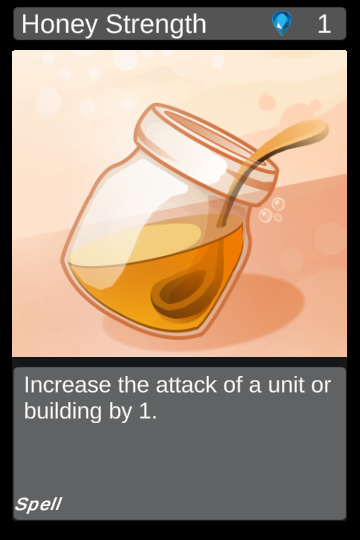 Honey Strength 1
Increase the attack of a unit or
building by 1.
Spell